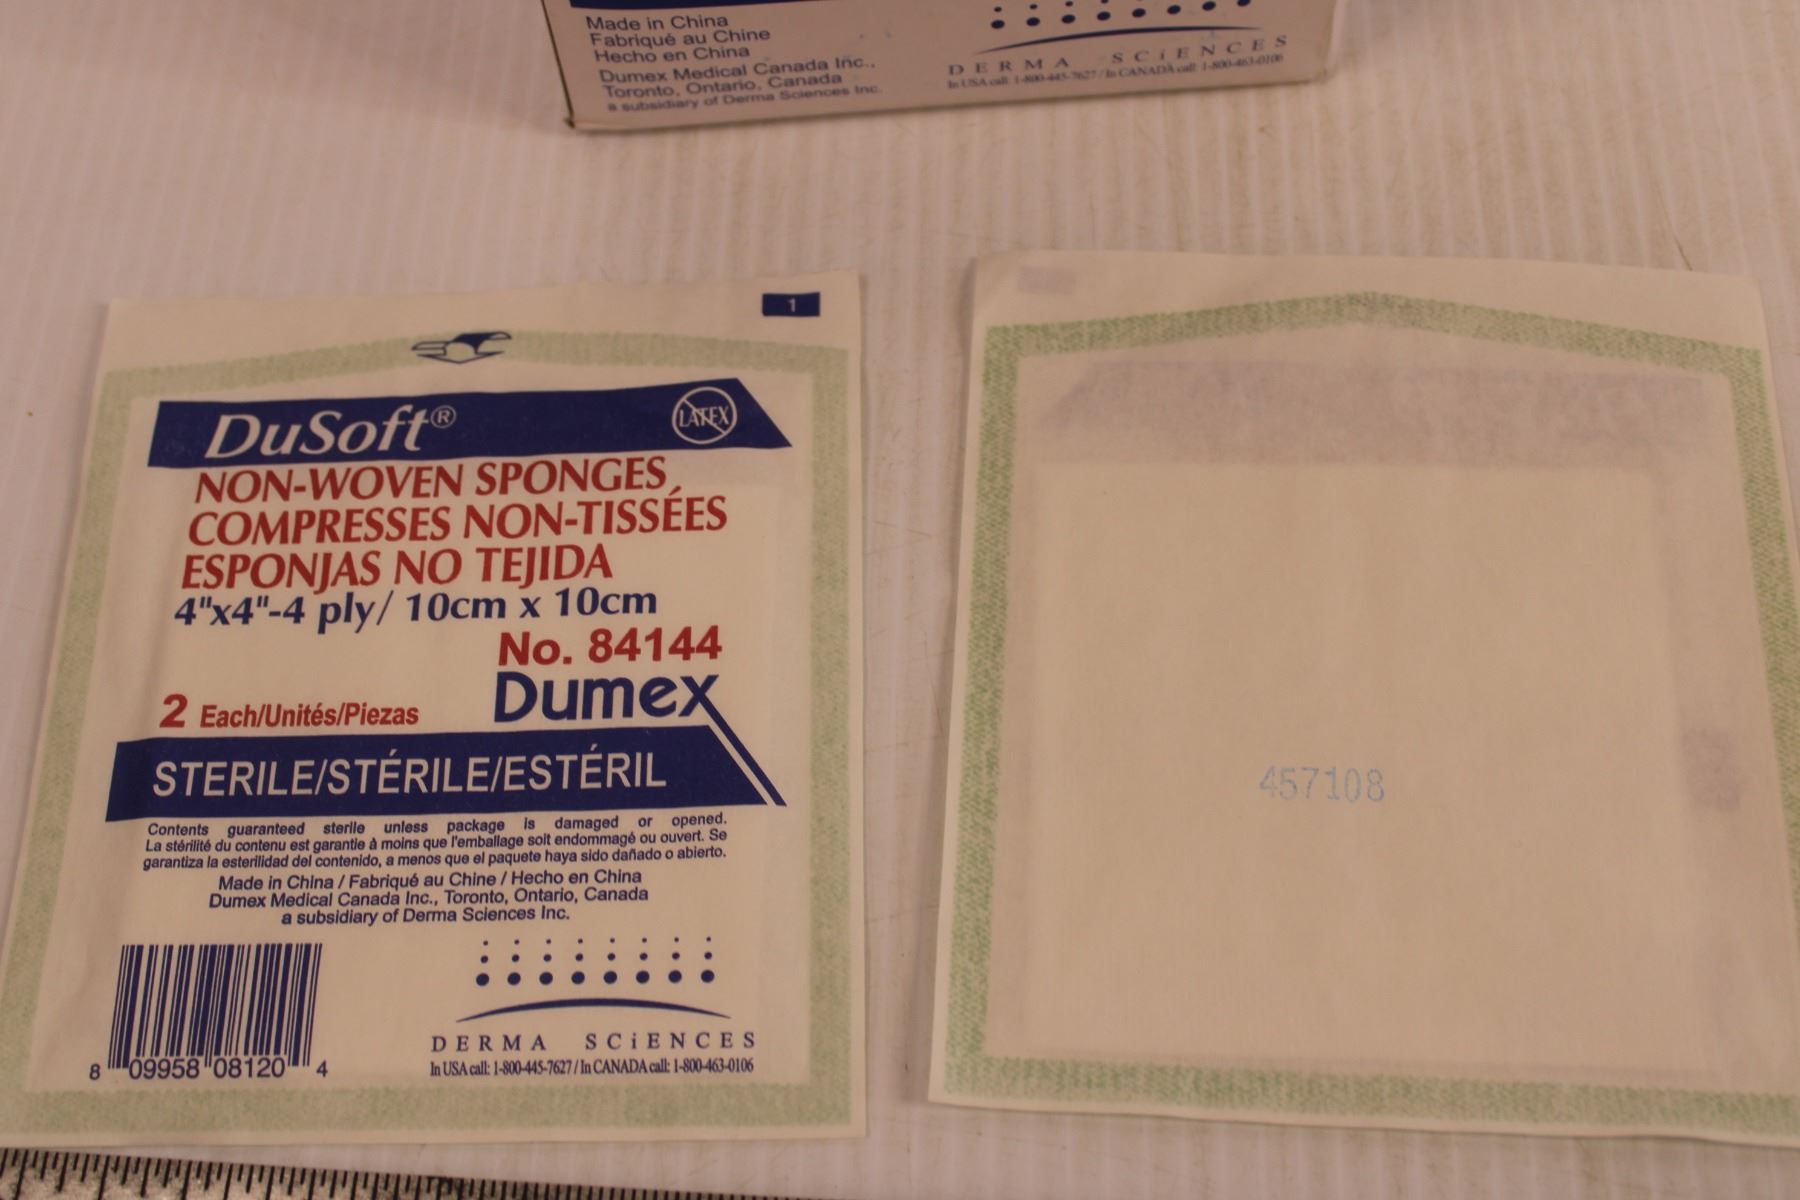 Made in China
Fabriqué au Chine
Hecho en China
Dumex Medical Canada Inc.,
Toronto, Ontario, Canada
a subsidiary of Derma Sciences Inc.
DERMA SCiENCES
In USA call: 1-800-445-7627 / In CANADA call: 1-800-463-0106
1
DuSoft®
LATEX
NON-WOVEN SPONGES
COMPRESSES NON-TISSÉES
ESPONJAS NO TEJIDA
4"x4"-4 ply/ 10cm x 10cm
No. 84144
2 Each/Unités/Piezas
Dumex
STERILE/STÉRILE/ESTÉRIL
Contents guaranteed sterile unless package is damaged or opened.
La stérilité du contenu est garantie à moins que l'emballage soit endommagé ou ouvert. Se
garantiza la esterilidad del contenido, a menos que el paquete haya sido dañado o abierto.
Made in China / Fabriqué au Chine / Hecho en China
Dumex Medical Canada Inc., Toronto, Ontario, Canada
a subsidiary of Derma Sciences Inc.
8 09958 08120 4
DERMA SCiENCES
In USA call: 1-800-445-7627 / In CANADA call: 1-800-463-0106
457108